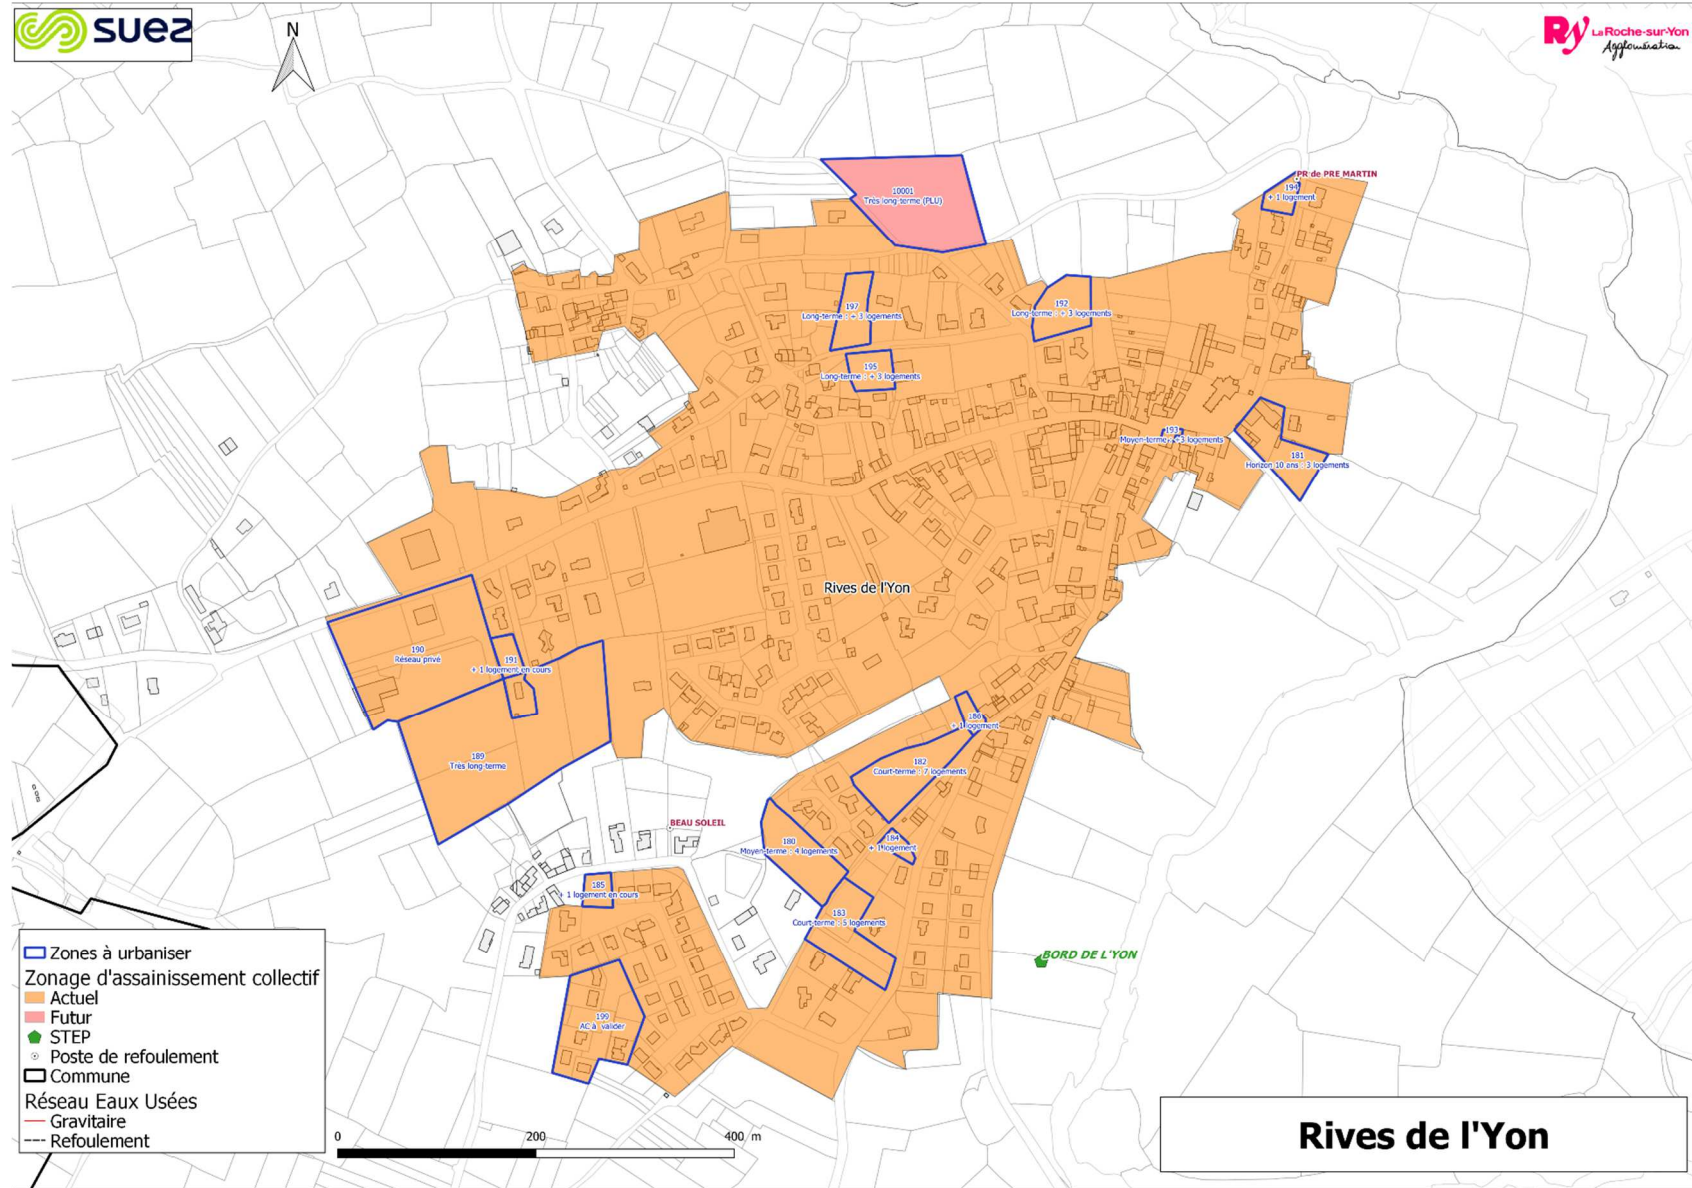 suez
N
Ry La Roche-sur-Yon
Agglomération
10001
Très long-terme (PLU)
PR de PRE MARTIN
194
+ 1 logement
197
Long-terme : + 3 logements
192
Long-terme : + 3 logements
195
Long-terme : + 3 logements
193
Moyen-terme : +3 logements
181
Horizon 10 ans : 3 logements
Rives de l'Yon
190
Réseau privé
191
+ 1 logement en cours
186
+ 1 logement
189
Très long-terme
182
Court-terme : 7 logements
BEAU SOLEIL
180
Moyen-terme : 4 logements
184
+ 1 logement
185
+ 1 logement en cours
183
Court-terme : 5 logements
BORD DE L'YON
199
AC à valider
Zones à urbaniser
Zonage d'assainissement collectif
Actuel
Futur
STEP
Poste de refoulement
Commune
Réseau Eaux Usées
Gravitaire
Refoulement
0 200 400 m
Rives de l'Yon